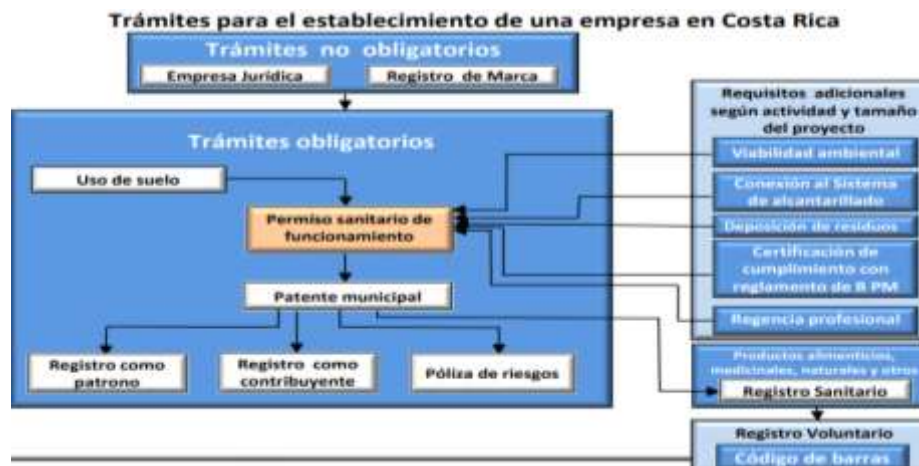 Trámites para el establecimiento de una empresa en Costa Rica
Trámites no obligatorios
Empresa Jurídica
Registro de Marca
Trámites obligatorios
Uso de suelo
Permiso sanitario de
funcionamiento
Patente municipal
Registro como
patrono
Registro como
contribuyente
Póliza de riesgos
Requisitos adicionales
según actividad y tamaño
del proyecto
Viabilidad ambiental
Conexión al Sistema
de alsantarillado
Deposición de residuos
Certificación de
cumplimiento con
reglamento de B PM
Regencia profesional
Productos alimenticios,
medicinales, naturales y otros
Registro Sanitario
Registro Voluntario
Código de barras